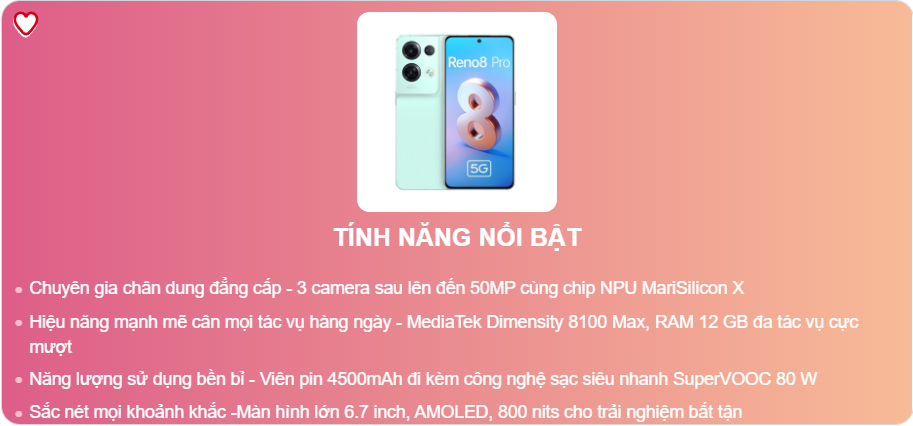 Reno8 Pro
8
5G
TÍNH NĂNG NỔI BẬT
Chuyên gia chân dung đẳng cấp - 3 camera sau lên đến 50MP cùng chip NPU MariSilicon X
Hiệu năng mạnh mẽ cân mọi tác vụ hàng ngày - MediaTek Dimensity 8100 Max, RAM 12 GB đa tác vụ cực
mượt
Năng lượng sử dụng bền bỉ - Viên pin 4500mAh đi kèm công nghệ sạc siêu nhanh SuperVOOC 80 W
Sắc nét mọi khoảnh khắc -Màn hình lớn 6.7 inch, AMOLED, 800 nits cho trải nghiệm bất tận